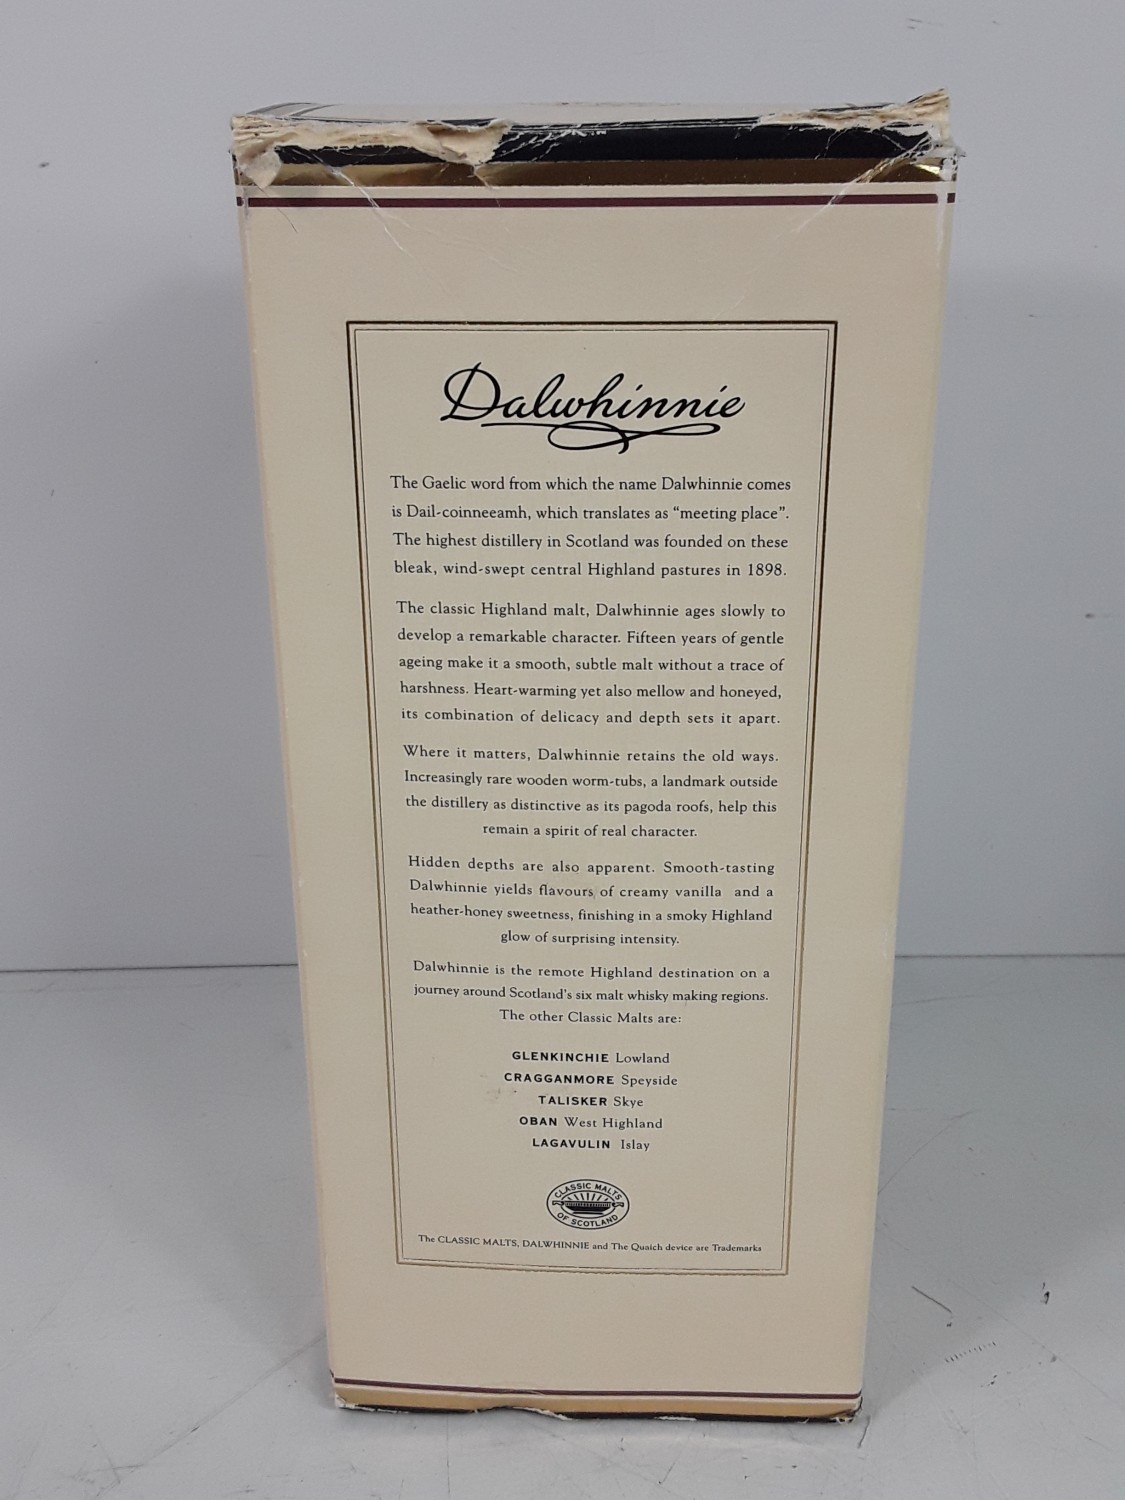 Dalwhinnie
The Gaelic word from which the name Dalwhinnie comes
is Dail-coinneeamh, which translates as “meeting place”.
The highest distillery in Scotland was founded on these
bleak, wind-swept central Highland pastures in 1898.
The classic Highland malt, Dalwhinnie ages slowly to
develop a remarkable character. Fifteen years of gentle
ageing make it a smooth, subtle malt without a trace of
harshness. Heart-warming yet also mellow and honeyed,
its combination of delicacy and depth sets it apart.
Where it matters, Dalwhinnie retains the old ways.
Increasingly rare wooden worm-tubs, a landmark outside
the distillery as distinctive as its pagoda roofs, help this
remain a spirit of real character.
Hidden depths are also apparent. Smooth-tasting
Dalwhinnie yields flavours of creamy vanilla and a
heather-honey sweetness, finishing in a smoky Highland
glow of surprising intensity.
Dalwhinnie is the remote Highland destination on a
journey around Scotland's six malt whisky making regions.
The other Classic Malts are:
GLENKINCHIE Lowland
CRAGGANMORE Speyside
TALISKER Skye
OBAN West Highland
LAGAVULIN Islay
CLASSIC MALTS
OF SCOTLAND
The CLASSIC MALTS, DALWHINNIE and The Quaich device are Trademarks